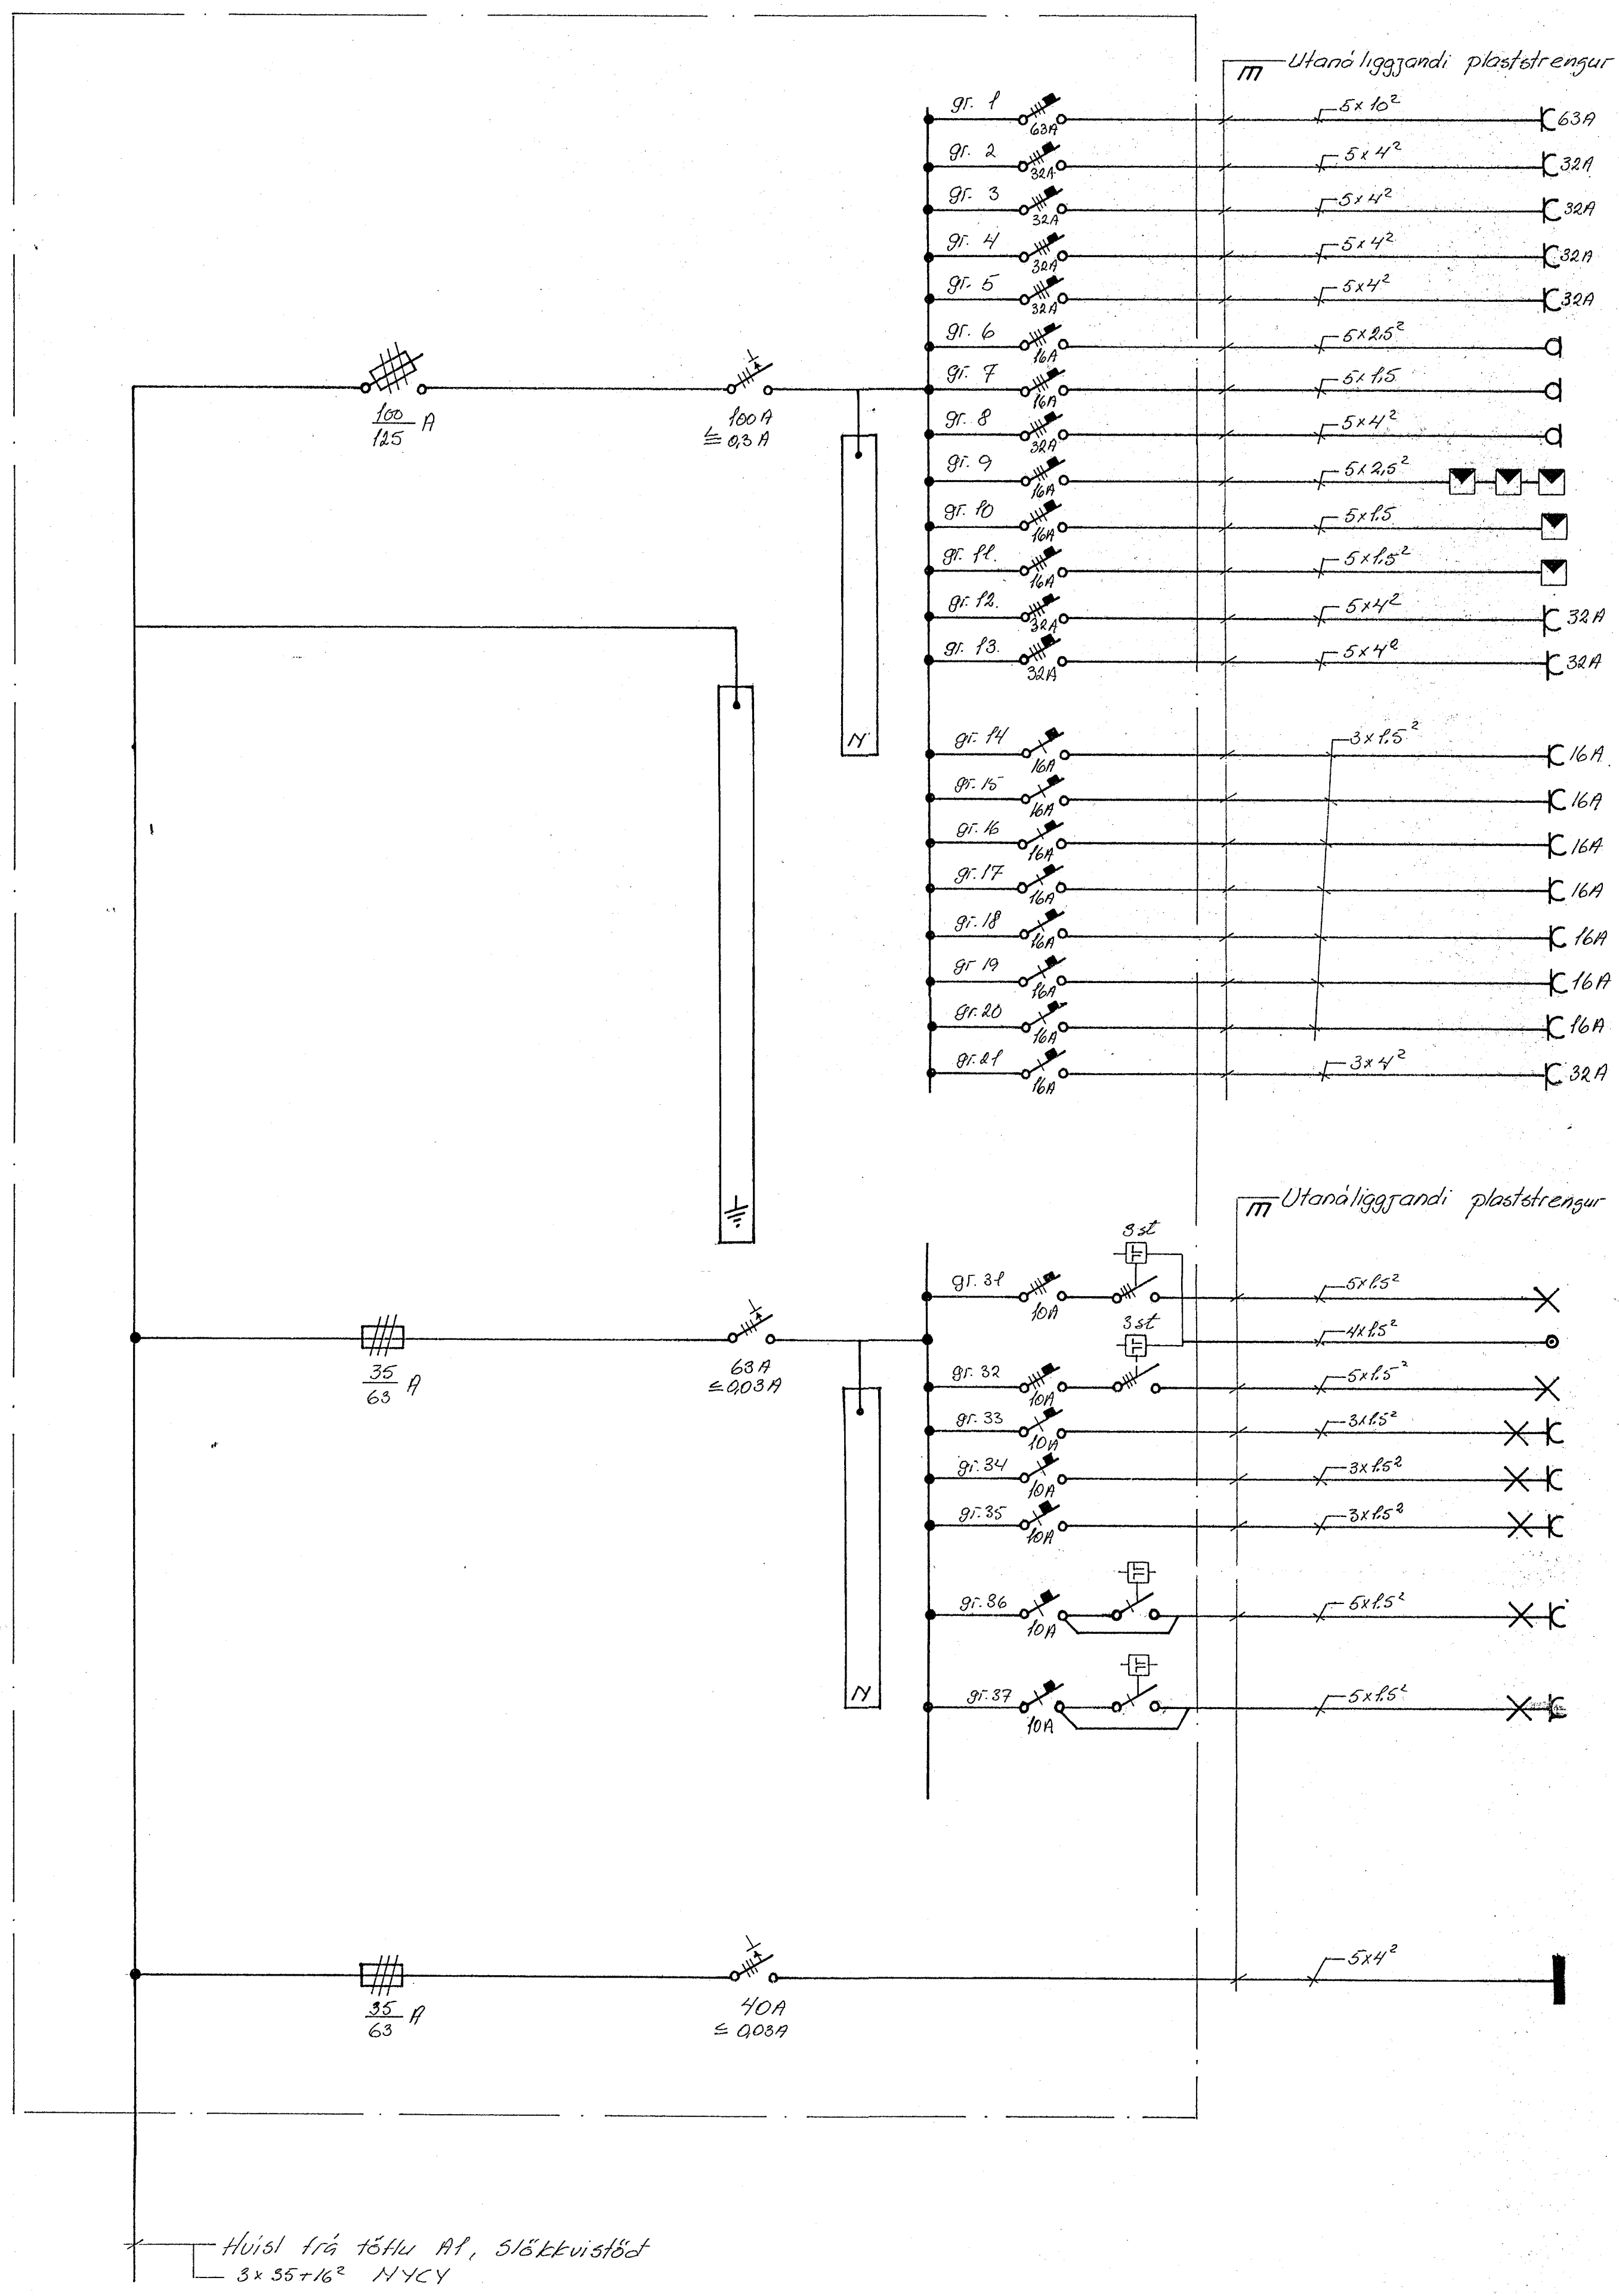 m Utanáliggjandi plaststrengur
gr. 1 63A 5x10² 63A
gr. 2 32A 5x4² 32A
gr. 3 32A 5x4² 32A
gr. 4 32A 5x4² 32A
gr. 5 32A 5x4² 32A
gr. 6 16A 5x2,5²
gr. 7 16A 5x1,5
100/125 A
100A
≦ 0,3 A
gr. 8 32A 5x4²
gr. 9 16A 5x2,5²
gr. 10 16A 5x1.5
gr. 11. 16A 5x1.5²
gr. 12. 32A 5x4² 32A
gr. 13. 32A 5x4² 32A
N
gr. 14 16A 3x1.5² 16A
gr. 15 16A 16A
gr. 16 16A 16A
gr. 17 16A 16A
gr. 18 16A 16A
gr 19 16A 16A
gr. 20 16A 16A
gr. 21 16A 3x4² 32A
m Utanáliggjandi plaststrengur
3st
gr. 31 10A 5x1.5²
3st 4x1.5²
35/63 A
63A
≤ 0,03A
gr. 32 10A 5x1.5²
gr. 33 10A 3x1.5²
gr. 34 10A 3x1.5²
gr. 35 10A 3x1.5²
gr. 36 10A 5x1.5²
N
gr. 37 10A 5x1.5²
5x4²
35/63 A
40A
≤ 0,03A
Kvísl frá töflu A1, Slökkvistöð
3x35+16² NYCY